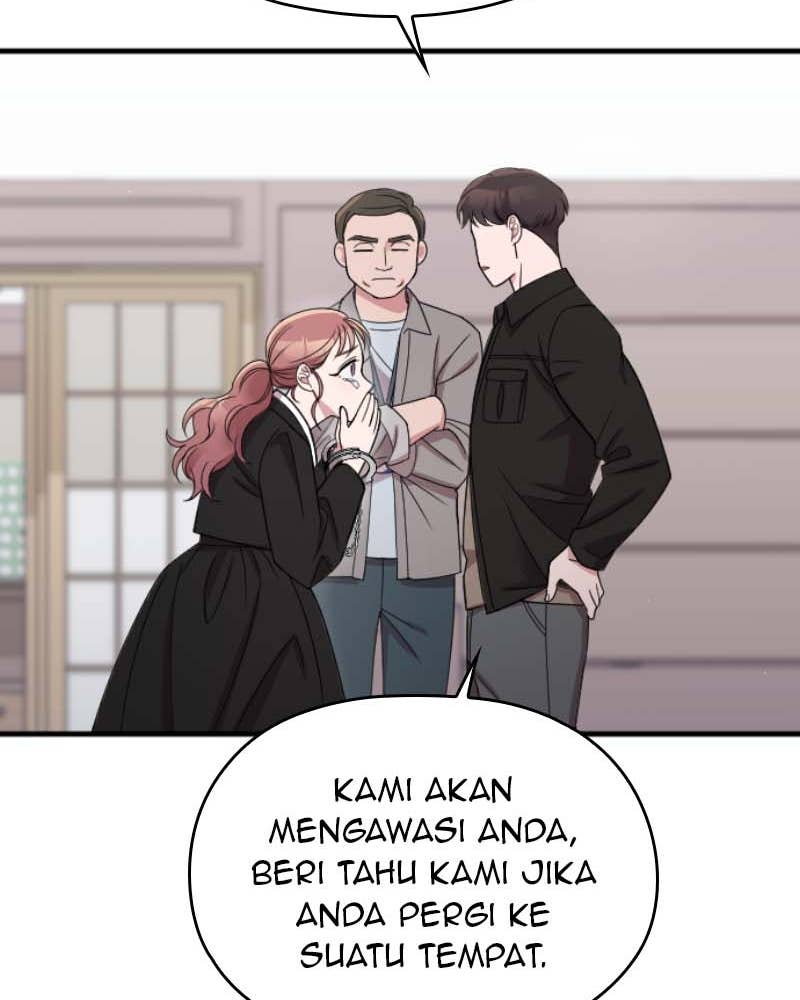 KAMI AKAN
MENGAWASI ANDA,
BERI TAHU KAMI JIKA
ANDA PERGI KE
SUATU TEMPAT.